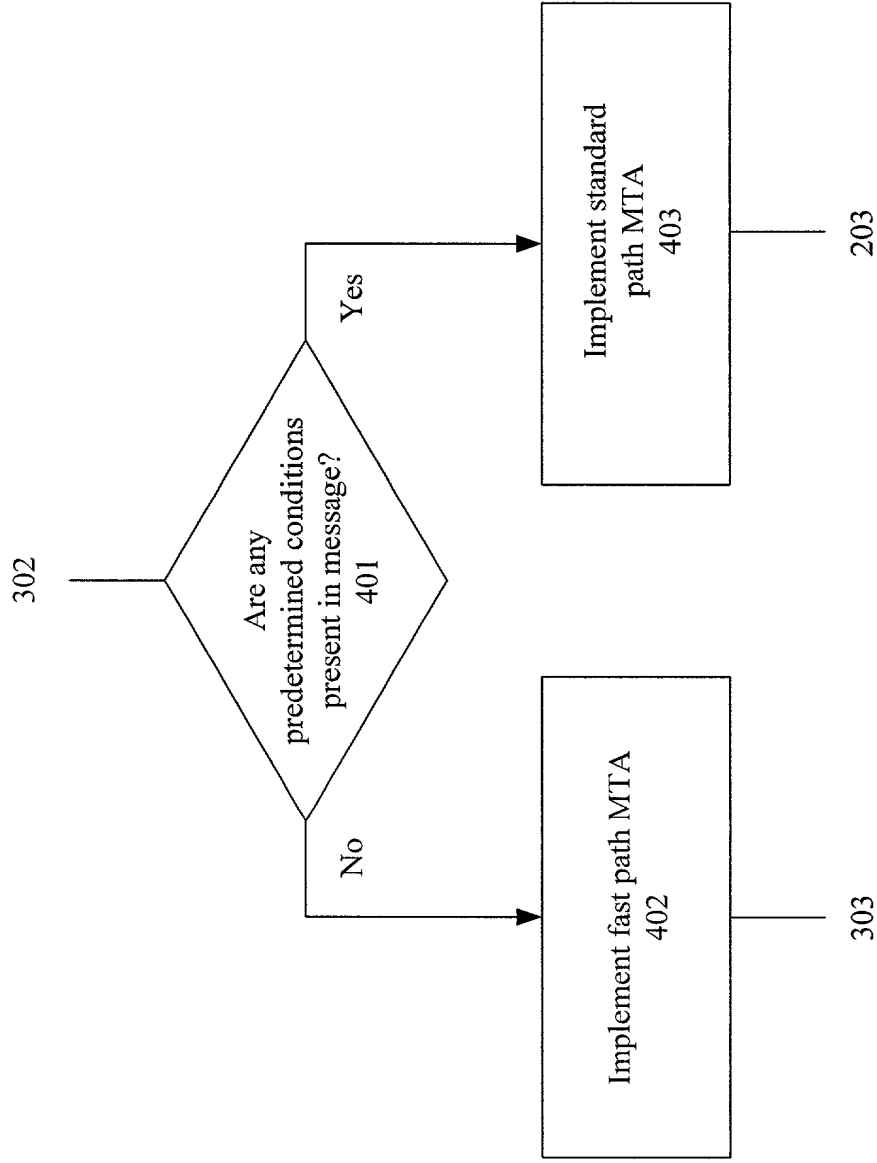 302
Are any
predetermined conditions
present in message?
401
No
Yes
Implement fast path MTA
402
Implement standard
path MTA
403
303
203